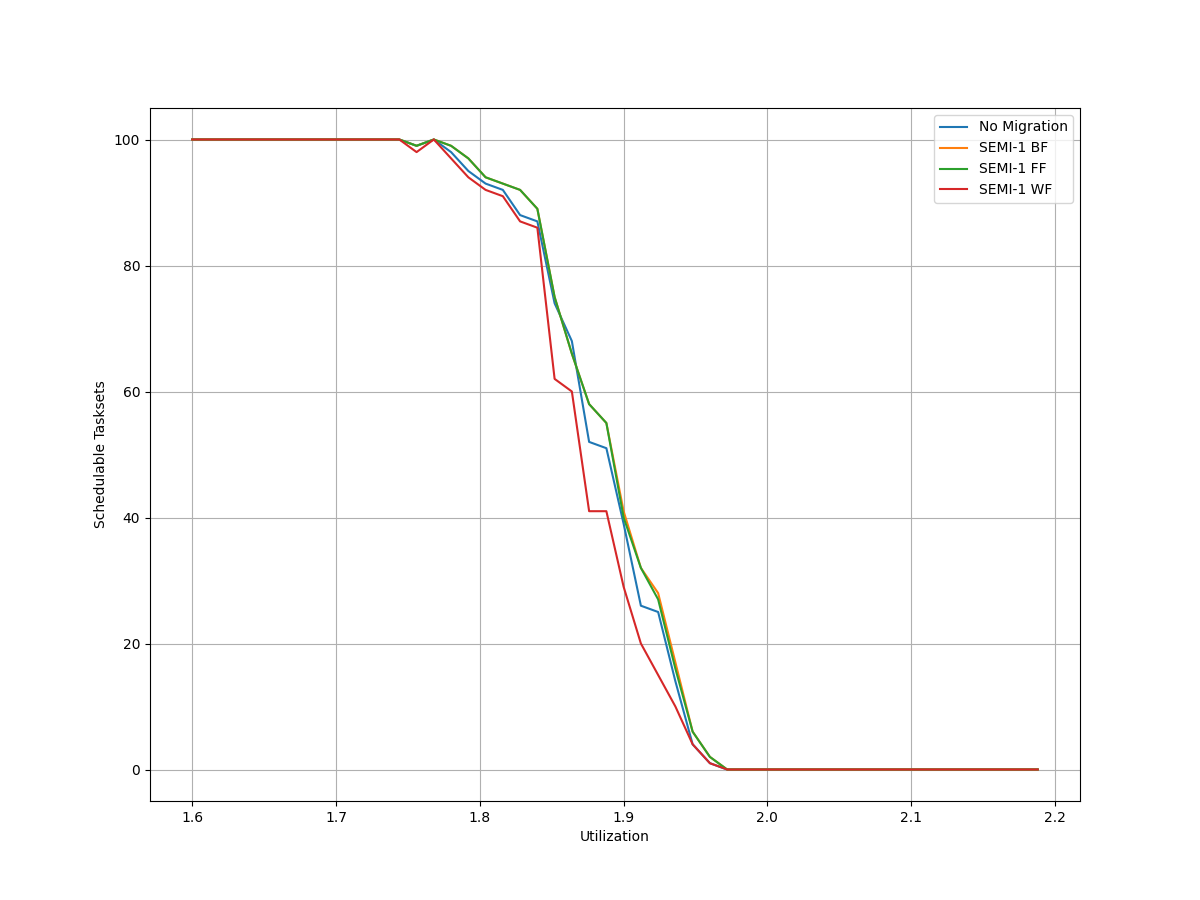 No Migration
SEMI-1 BF
SEMI-1 FF
SEMI-1 WF
100
80
60
40
20
0
Schedulable Tasksets
1.6 1.7 1.8 1.9 2.0 2.1 2.2
Utilization